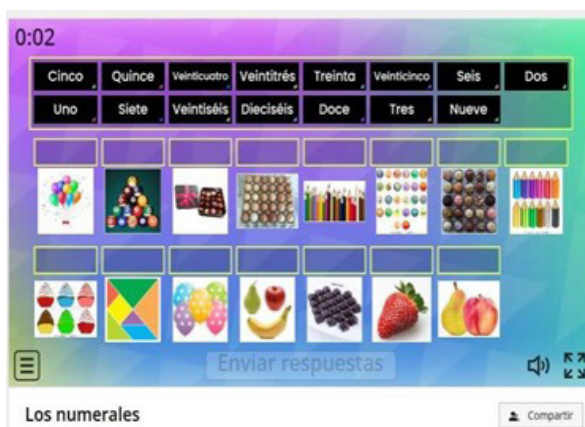 0:02
Cinco Quince Veinticuatro Veintitrés Treinta Veinticinco Seis Dos
Uno Siete Veintiséis Dieciséis Doce Tres Nueve
Enviar respuestas
Los numerales
Compartir